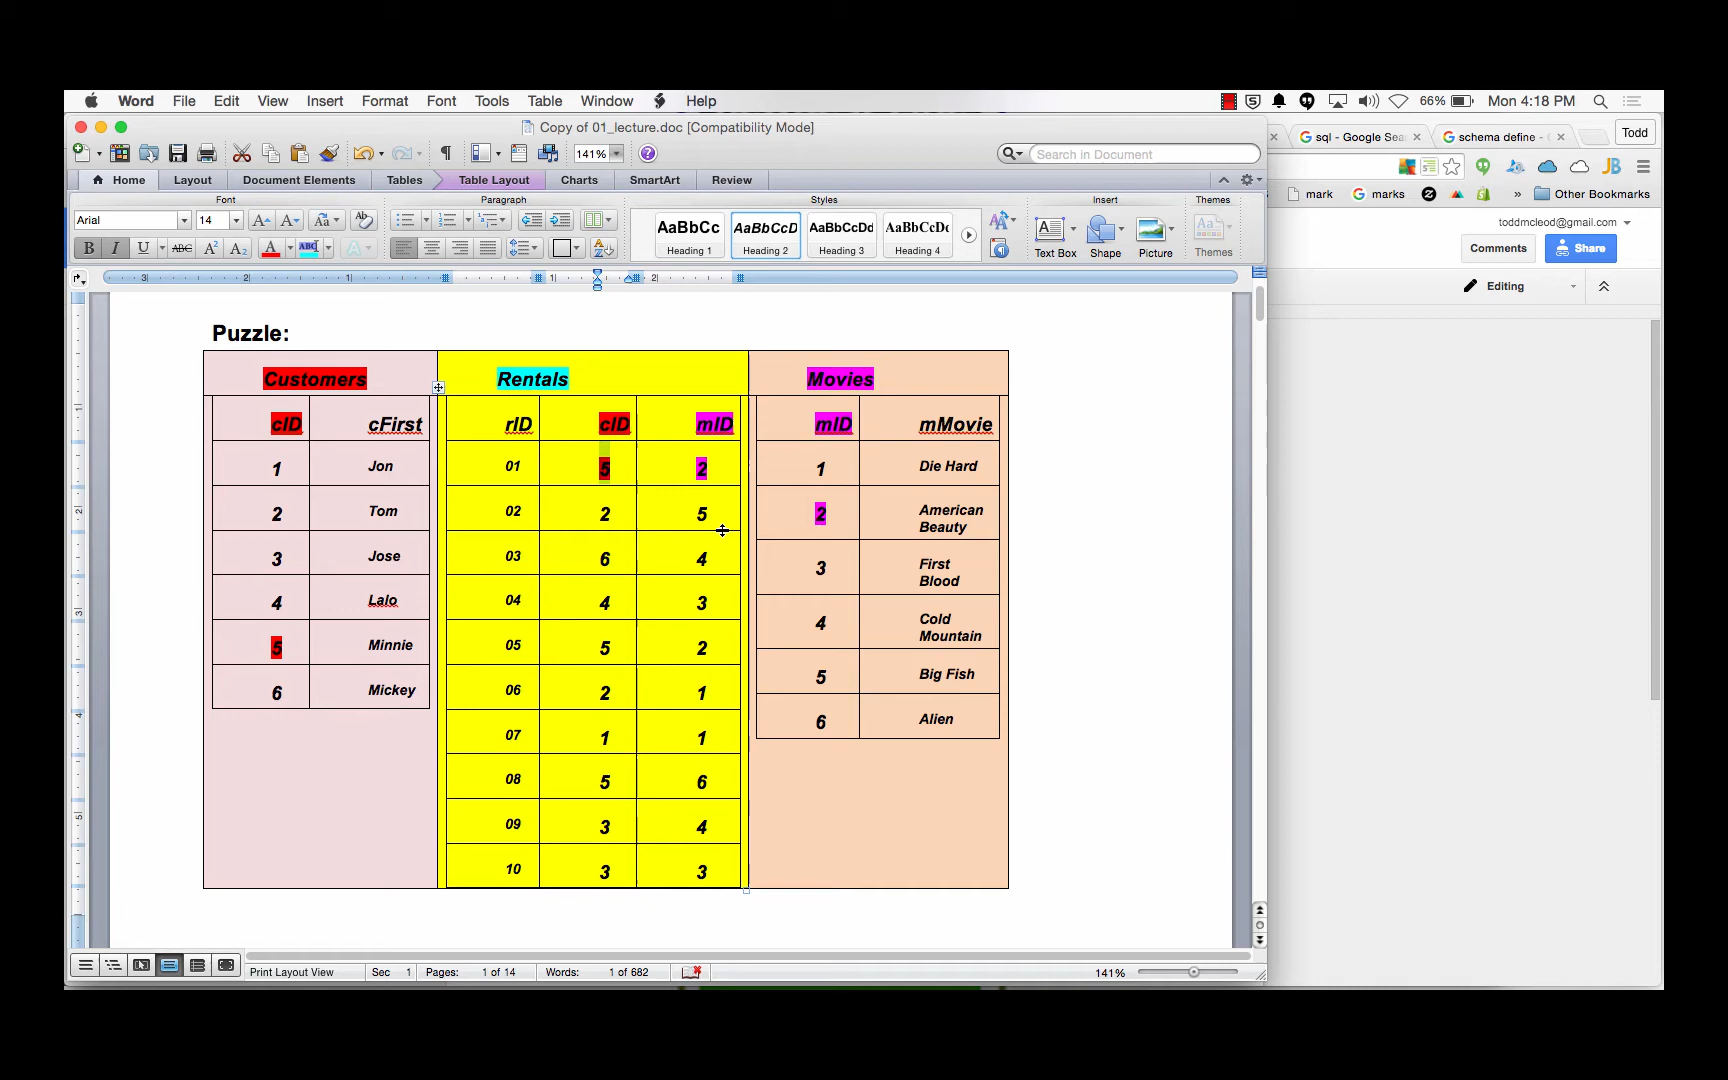 Word File Edit View Insert Format Font Tools Table Window Help 66% Mon 4:18 PM
Copy of 01_lecture.doc [Compatibility Mode]
sql - Google Sea
schema define -
Todd
141%
Search in Document
Home Layout Document Elements Tables Table Layout Charts SmartArt Review
mark marks Other Bookmarks
Font Paragraph Styles Insert Themes
toddmcleod@gmail.com
Arial 14
AaBbCc AaBbCcD AaBbCcDd AaBbCcDc
Heading 1 Heading 2 Heading 3 Heading 4
Text Box Shape Picture Themes
Comments Share
Editing
Puzzle:
Customers Rentals Movies
cID cFirst rID cID mID mID mMovie
1 Jon 01 5 2 1 Die Hard
2 Tom 02 2 5 2 American
Beauty
3 Jose 03 6 4 3 First
Blood
4 Lalo 04 4 3 4 Cold
Mountain
5 Minnie 05 5 2 5 Big Fish
6 Mickey 06 2 1 6 Alien
07 1 1
08 5 6
09 3 4
10 3 3
Print Layout View Sec 1 Pages: 1 of 14 Words: 1 of 682 141%